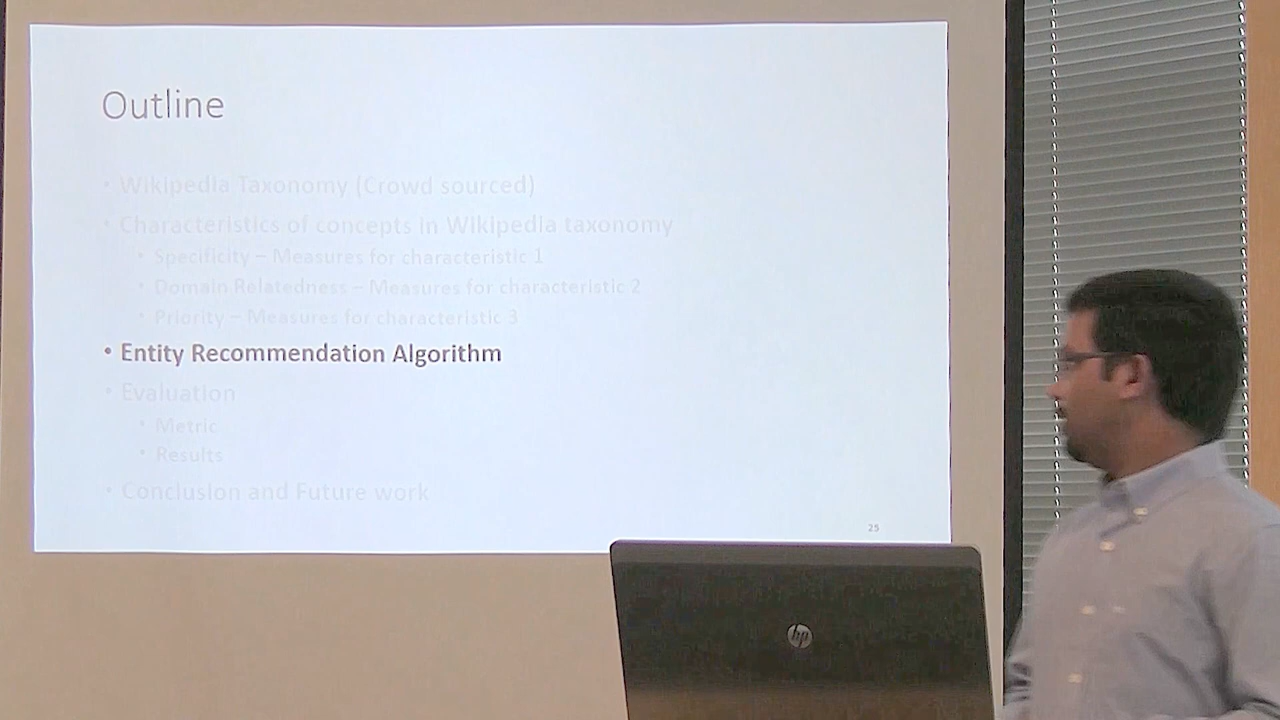 Outline
• Wikipedia Taxonomy (Crowd sourced)
• Characteristics of concepts in Wikipedia taxonomy
• Specificity – Measures for characteristic 1
• Domain Relatedness – Measures for characteristic 2
• Priority – Measures for characteristic 3
• Entity Recommendation Algorithm
• Evaluation
• Metric
• Results
• Conclusion and Future work
25
hp